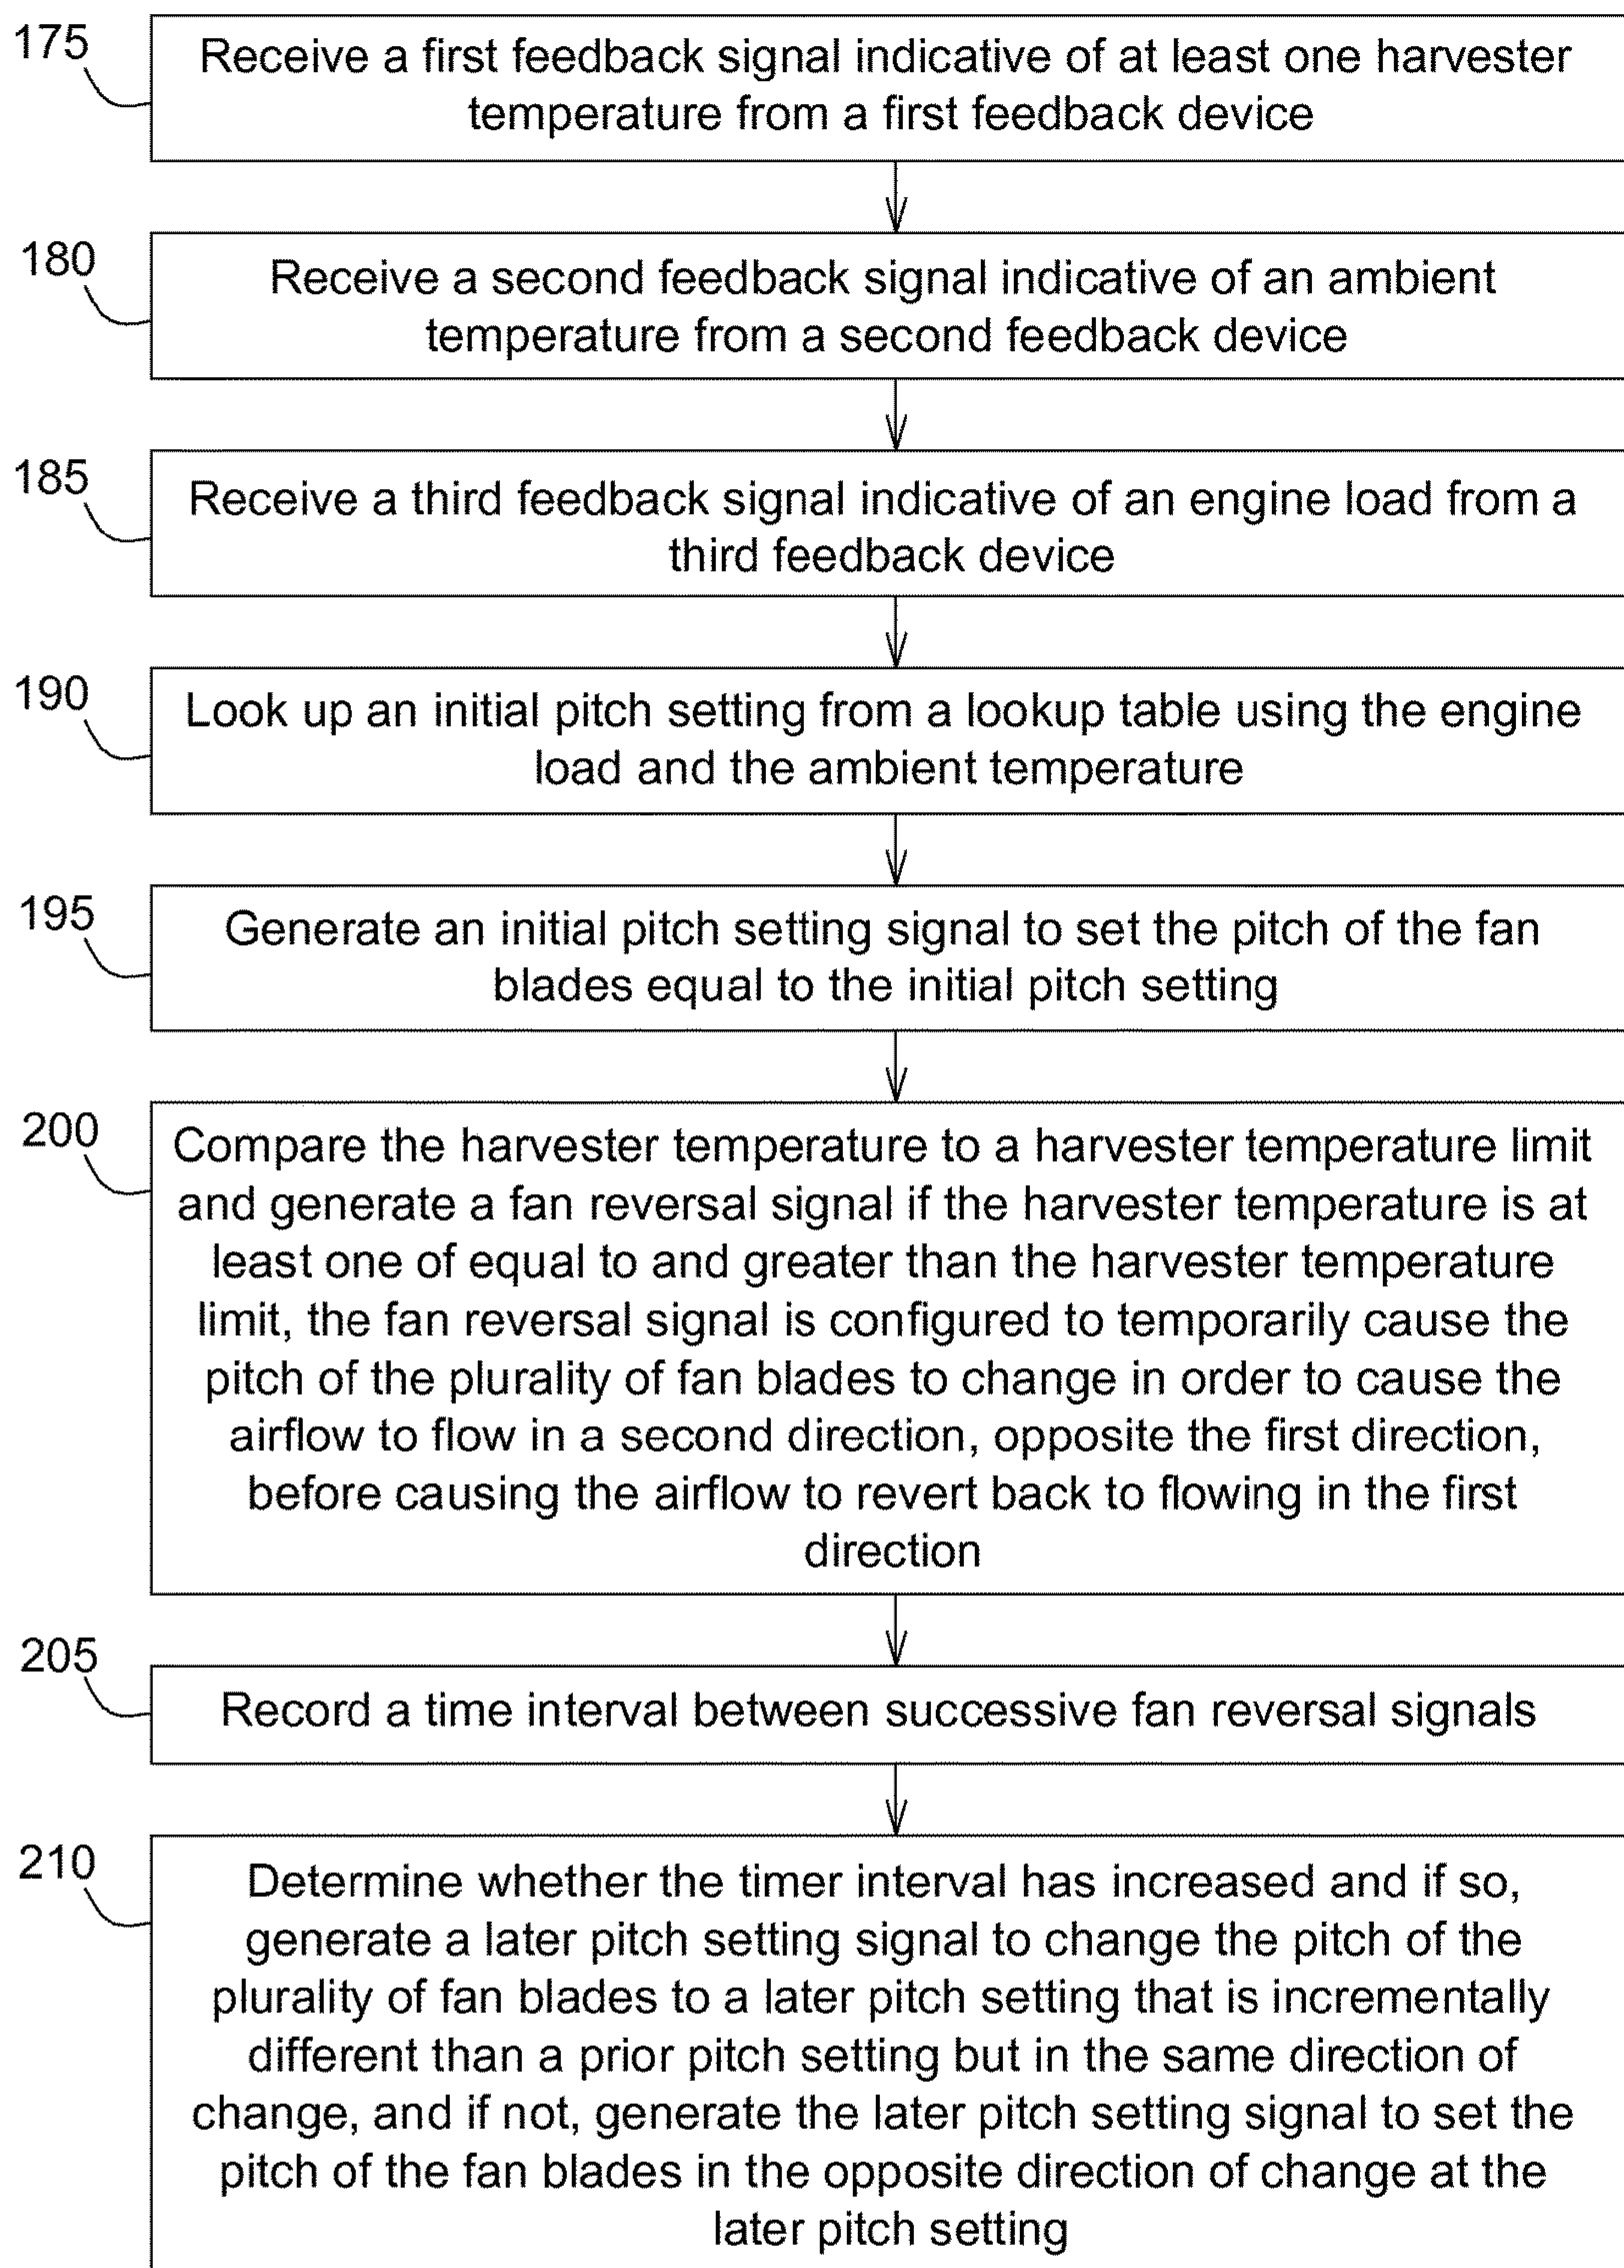 175
Receive a first feedback signal indicative of at least one harvester
temperature from a first feedback device
180
Receive a second feedback signal indicative of an ambient
temperature from a second feedback device
185
Receive a third feedback signal indicative of an engine load from a
third feedback device
190
Look up an initial pitch setting from a lookup table using the engine
load and the ambient temperature
195
Generate an initial pitch setting signal to set the pitch of the fan
blades equal to the initial pitch setting
200
Compare the harvester temperature to a harvester temperature limit
and generate a fan reversal signal if the harvester temperature is at
least one of equal to and greater than the harvester temperature
limit, the fan reversal signal is configured to temporarily cause the
pitch of the plurality of fan blades to change in order to cause the
airflow to flow in a second direction, opposite the first direction,
before causing the airflow to revert back to flowing in the first
direction
205
Record a time interval between successive fan reversal signals
210
Determine whether the timer interval has increased and if so,
generate a later pitch setting signal to change the pitch of the
plurality of fan blades to a later pitch setting that is incrementally
different than a prior pitch setting but in the same direction of
change, and if not, generate the later pitch setting signal to set the
pitch of the fan blades in the opposite direction of change at the
later pitch setting